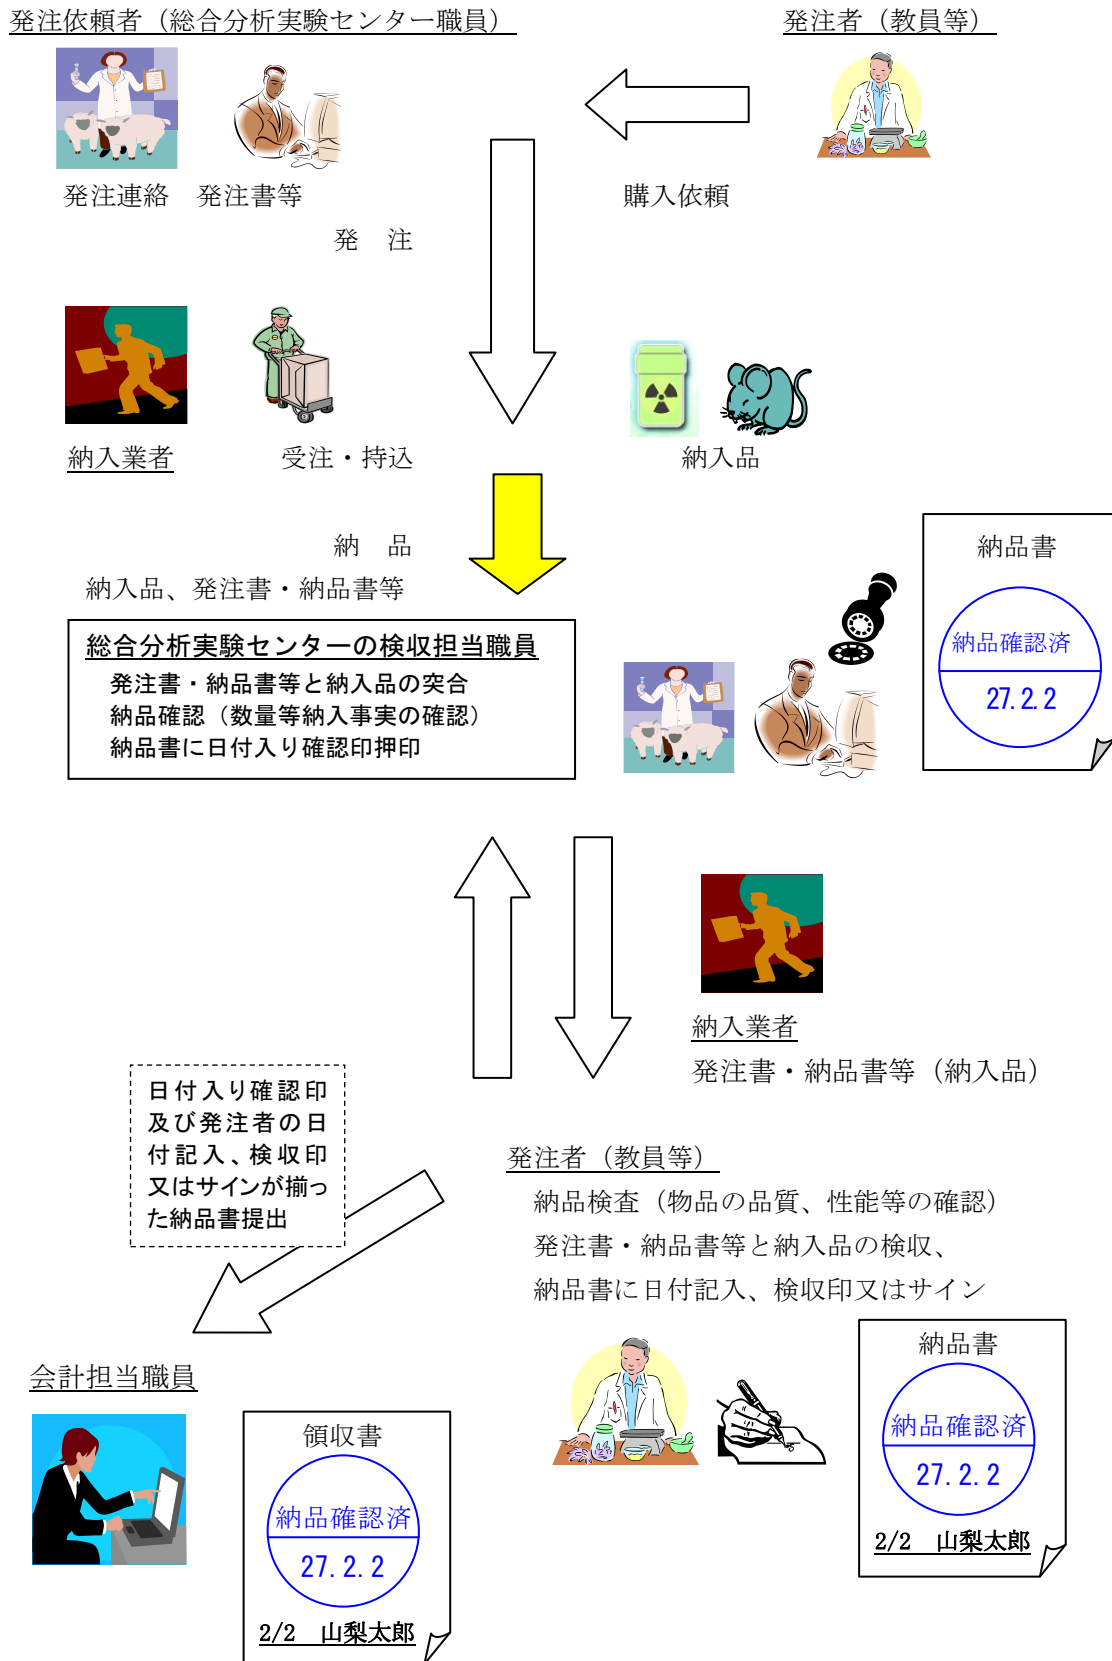 発注依頼者（総合分析実験センター職員）
発注者（教員等）
発注連絡　発注書等
購入依頼
発　注
納入業者
受注・持込
納入品
納　品
納入品、発注書・納品書等
総合分析実験センターの検収担当職員
発注書・納品書等と納入品の突合
納品確認（数量等納入事実の確認）
納品書に日付入り確認印押印
納品書
納品確認済
27.2.2
納入業者
発注書・納品書等（納入品）
日付入り確認印
及び発注者の日
付記入、検収印
又はサインが揃っ
た納品書提出
発注者（教員等）
納品検査（物品の品質、性能等の確認）
発注書・納品書等と納入品の検収、
納品書に日付記入、検収印又はサイン
納品書
納品確認済
27.2.2
2/2　山梨太郎
会計担当職員
領収書
納品確認済
27.2.2
2/2　山梨太郎